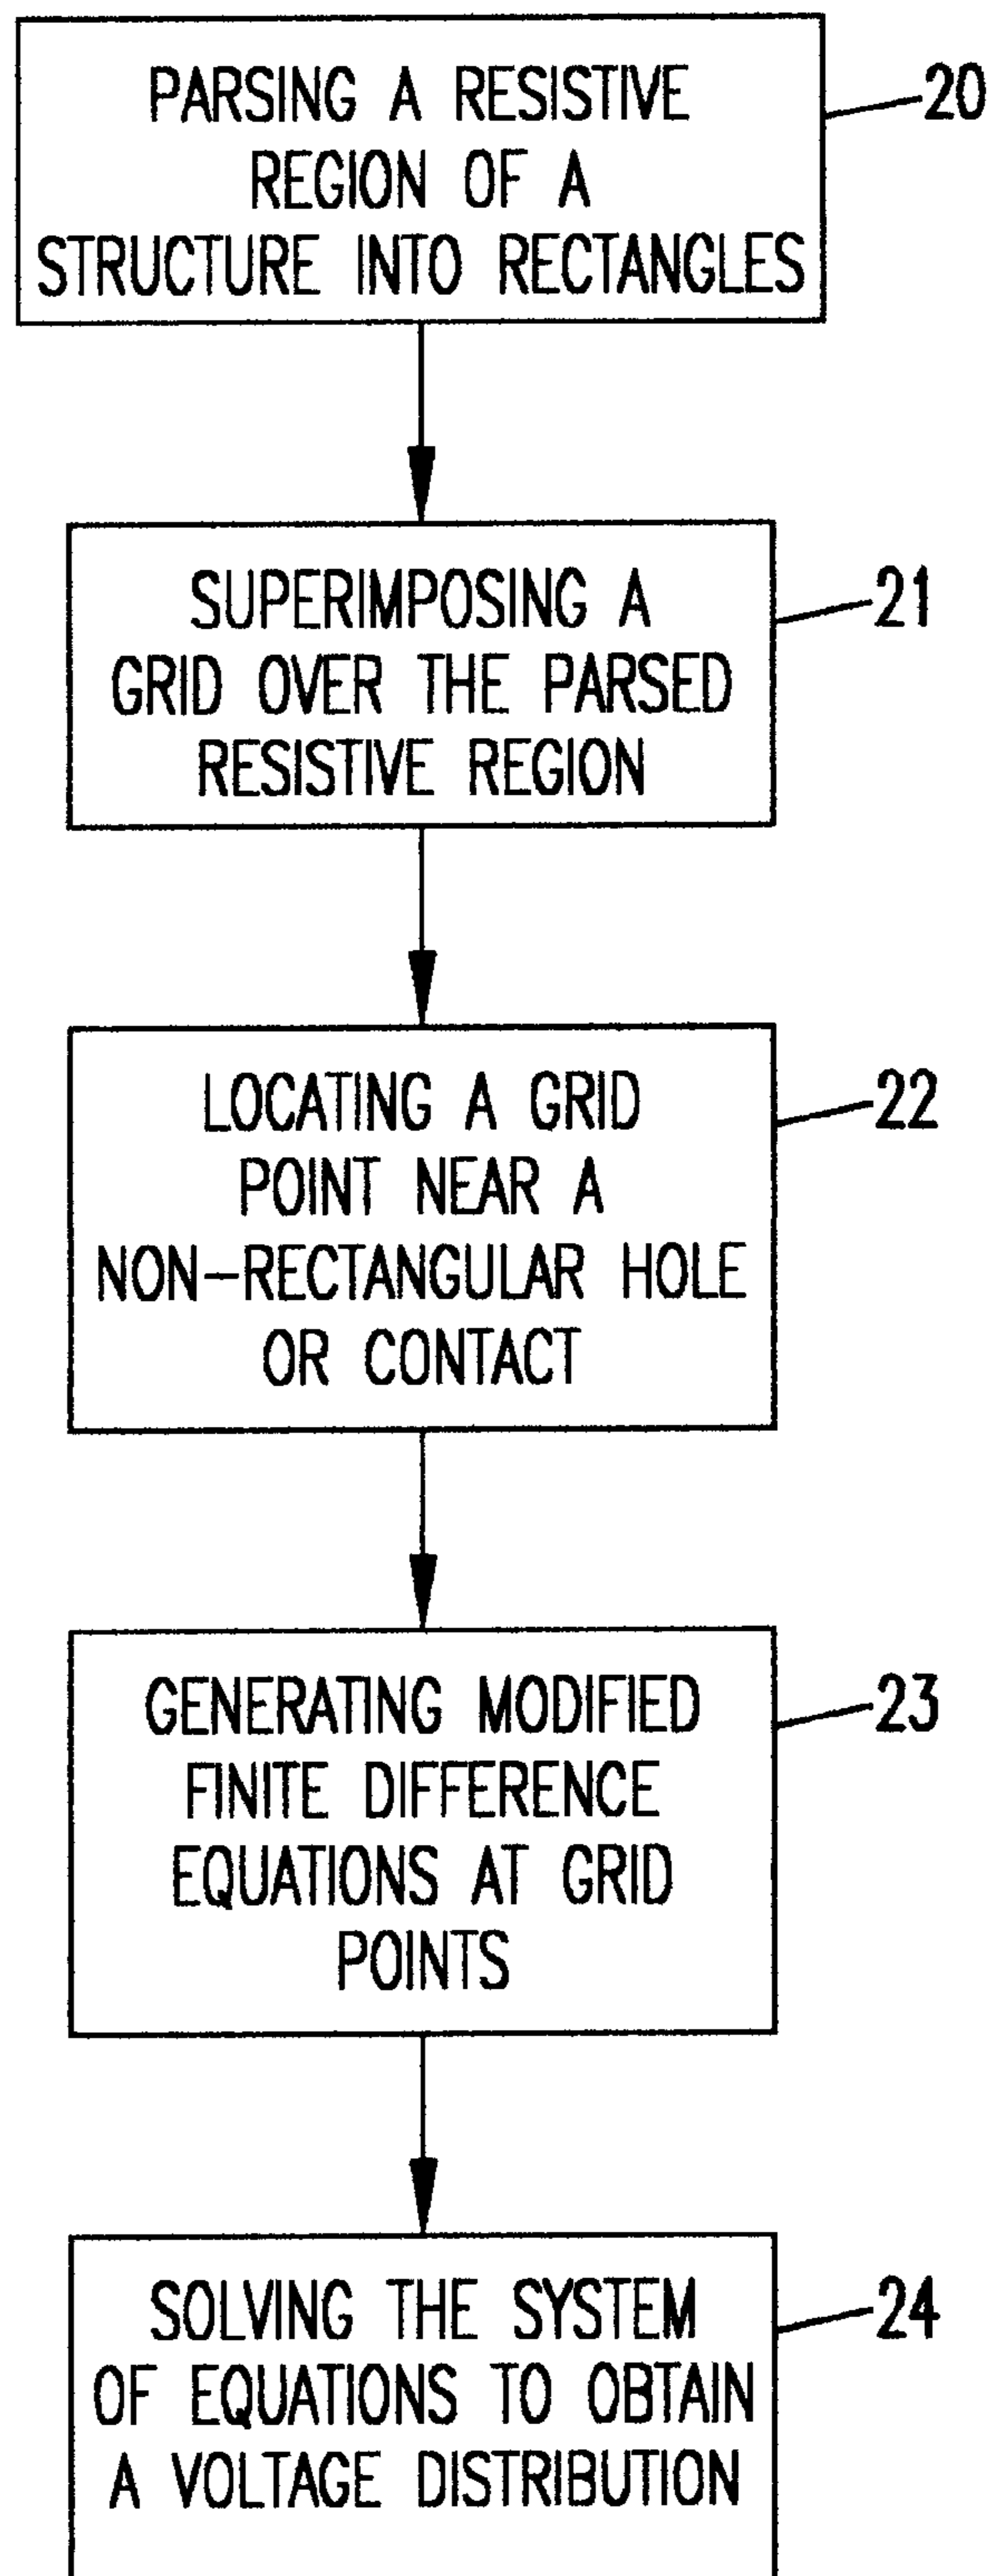 PARSING A RESISTIVE
REGION OF A
STRUCTURE INTO RECTANGLES
20
SUPERIMPOSING A
GRID OVER THE PARSED
RESISTIVE REGION
21
LOCATING A GRID
POINT NEAR A
NON-RECTANGULAR HOLE
OR CONTACT
22
GENERATING MODIFIED
FINITE DIFFERENCE
EQUATIONS AT GRID
POINTS
23
SOLVING THE SYSTEM
OF EQUATIONS TO OBTAIN
A VOLTAGE DISTRIBUTION
24